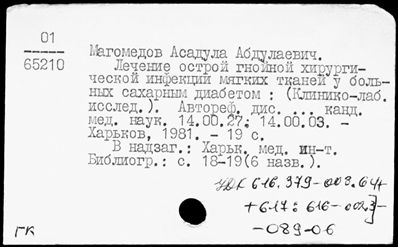 01
65210
Магомедов Асадула Абдулаевич.
Лечение острой гнойной хирурги-
ческой инфекции мягких тканей у боль-
ных сахарным диабетом : (Клинико-лаб.
исслед.). Автореф. дис. ... канд.
мед. наук. 14.00.27; 14.00.03. -
Харьков, 1981. - 19 с.
В надзаг.: Харьк. мед. ин-т.
Библиогр.: с. 18-19(6 назв.).
УДК 616.379-008.64
+617:616-002.3]-
-089-06
ГК